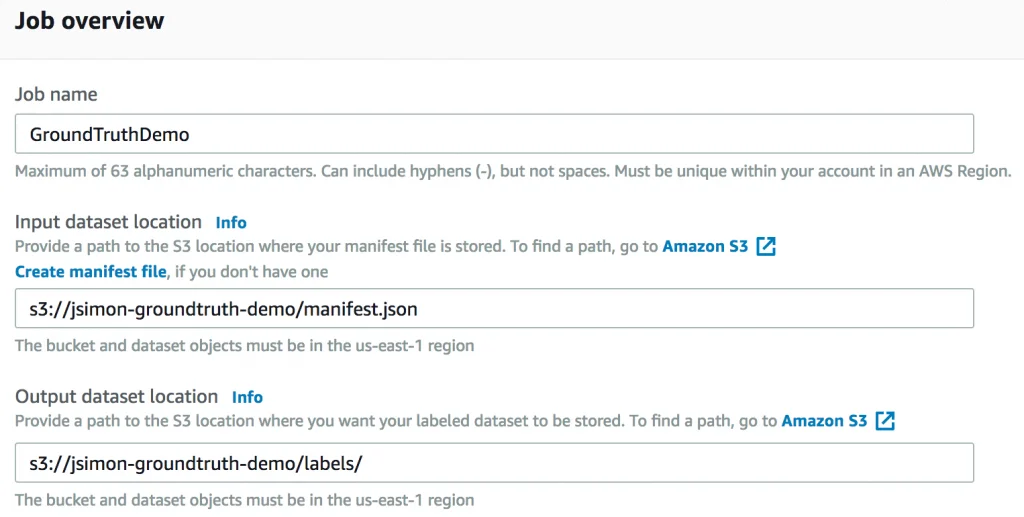 Job overview
Job name
GroundTruthDemo
Maximum of 63 alphanumeric characters. Can include hyphens (-), but not spaces. Must be unique within your account in an AWS Region.
Input dataset location Info
Provide a path to the S3 location where your manifest file is stored. To find a path, go to Amazon S3
Create manifest file, if you don't have one
s3://jsimon-groundtruth-demo/manifest.json
The bucket and dataset objects must be in the us-east-1 region
Output dataset location Info
Provide a path to the S3 location where you want your labeled dataset to be stored. To find a path, go to Amazon S3
s3://jsimon-groundtruth-demo/labels/
The bucket and dataset objects must be in the us-east-1 region